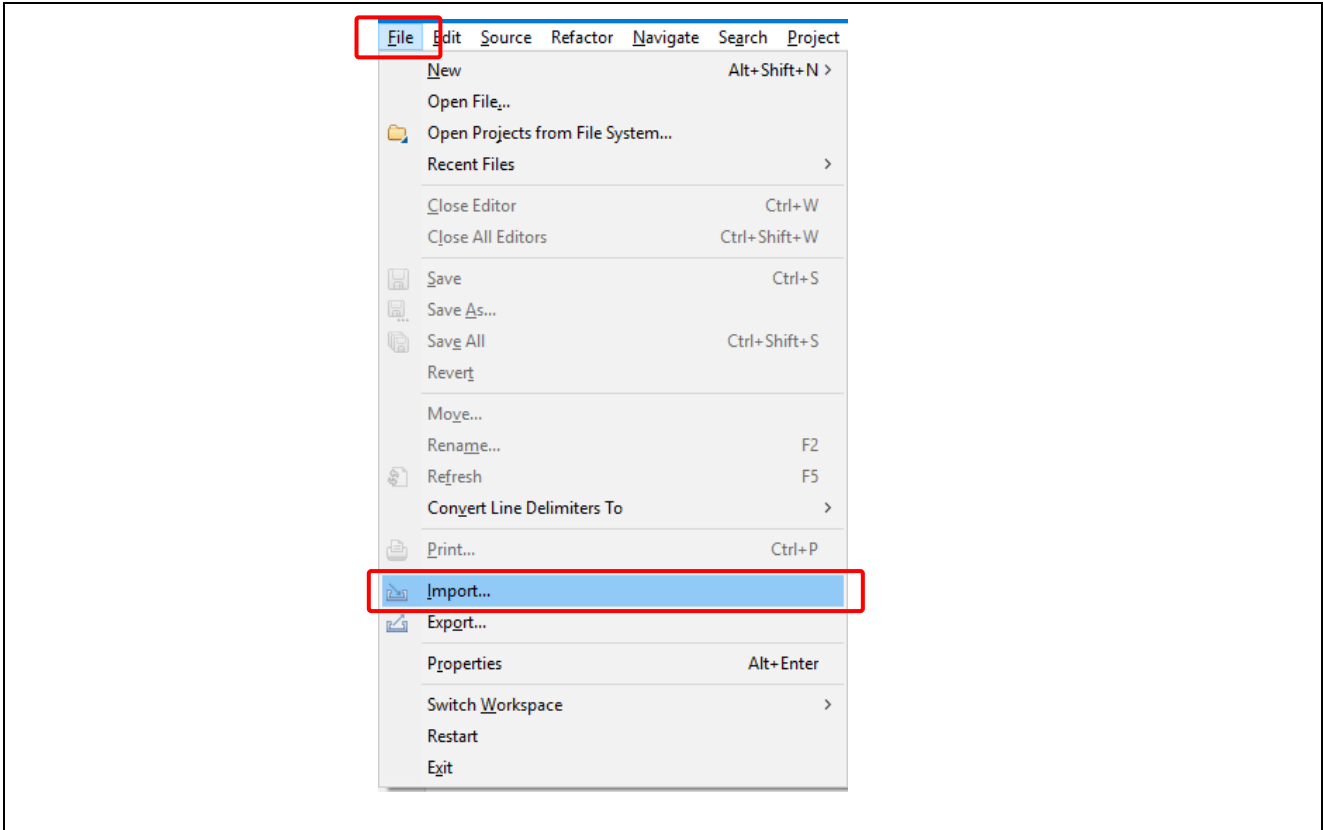 File Edit Source Refactor Navigate Search Project
New Alt+Shift+N >
Open File...
Open Projects from File System...
Recent Files >
Close Editor Ctrl+W
Close All Editors Ctrl+Shift+W
Save Ctrl+S
Save As...
Save All Ctrl+Shift+S
Revert
Move...
Rename... F2
Refresh F5
Convert Line Delimiters To >
Print... Ctrl+P
Import...
Export...
Properties Alt+Enter
Switch Workspace >
Restart
Exit